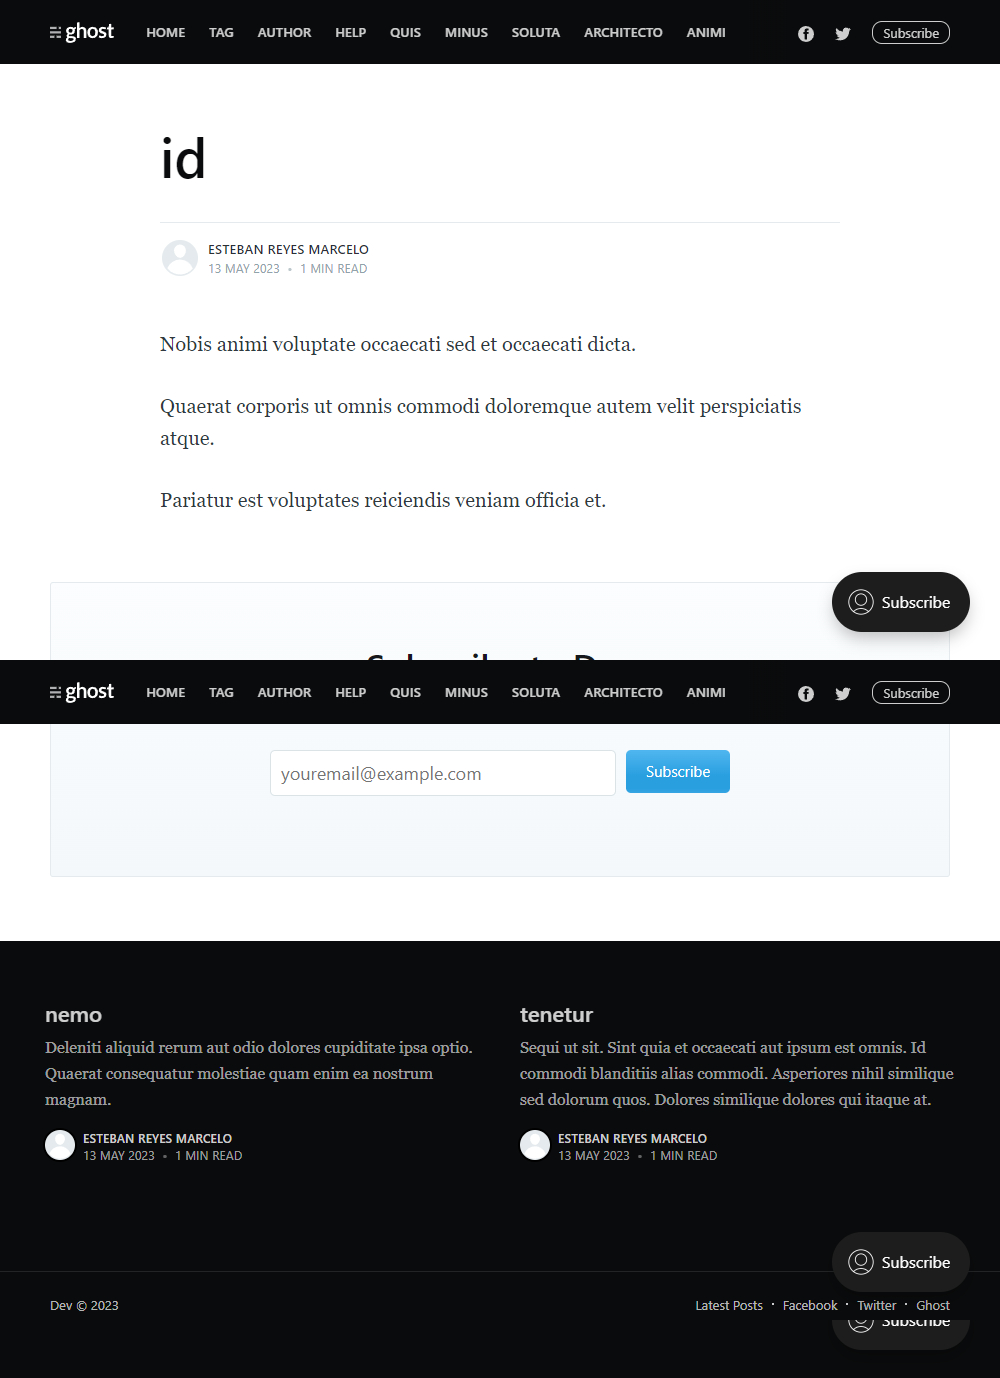 ghost HOME TAG AUTHOR HELP QUIS MINUS SOLUTA ARCHITECTO ANIMI Subscribe
id
ESTEBAN REYES MARCELO
13 MAY 2023 • 1 MIN READ
Nobis animi voluptate occaecati sed et occaecati dicta.
Quaerat corporis ut omnis commodi doloremque autem velit perspiciatis
atque.
Pariatur est voluptates reiciendis veniam officia et.
Subscribe
ghost HOME TAG AUTHOR HELP QUIS MINUS SOLUTA ARCHITECTO ANIMI Subscribe
youremail@example.com Subscribe
nemo
Deleniti aliquid rerum aut odio dolores cupiditate ipsa optio.
Quaerat consequatur molestiae quam enim ea nostrum
magnam.
ESTEBAN REYES MARCELO
13 MAY 2023 • 1 MIN READ
tenetur
Sequi ut sit. Sint quia et occaecati aut ipsum est omnis. Id
commodi blanditiis alias commodi. Asperiores nihil similique
sed dolorum quos. Dolores similique dolores qui itaque at.
ESTEBAN REYES MARCELO
13 MAY 2023 • 1 MIN READ
Subscribe
Dev © 2023 Latest Posts • Facebook • Twitter • Ghost
Subscribe